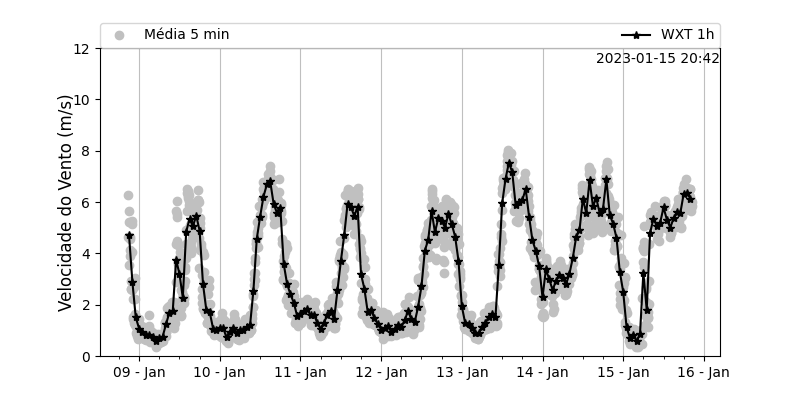 Média 5 min
WXT 1h
2023-01-15 20:42
Velocidade do Vento (m/s)
12
10
8
6
4
2
0
09 - Jan
10 - Jan
11 - Jan
12 - Jan
13 - Jan
14 - Jan
15 - Jan
16 - Jan